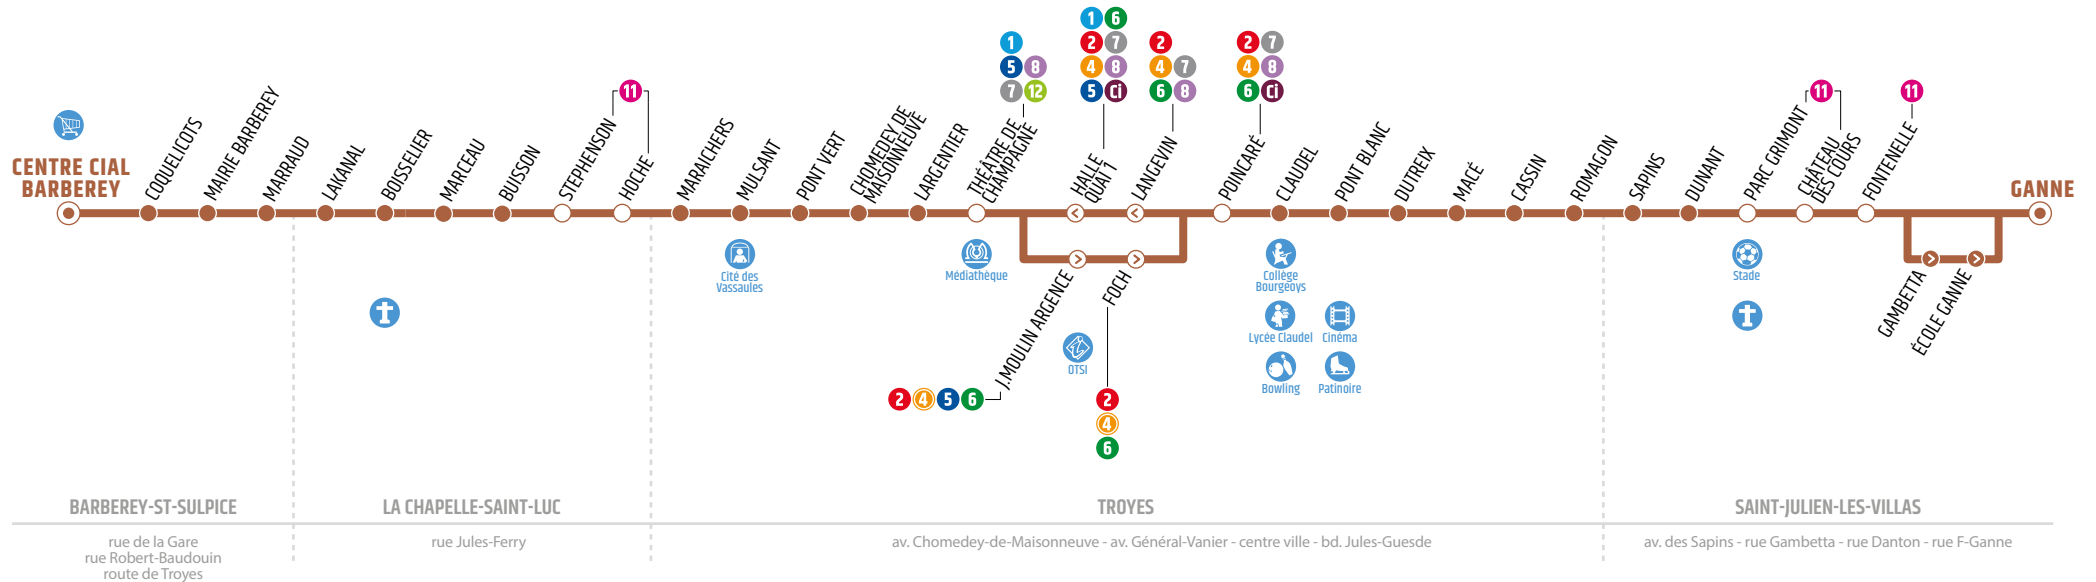 1 6
1 2 7 2 2 7
5 8 4 8 4 7 4 8
7 12 5 Ci 6 8 6 Ci
11 11 11
CENTRE CIAL
BARBEREY
COQUELICOTS
MAIRIE BARBEREY
MARRAUD
LAKANAL
BOISSELIER
MARCEAU
BUISSON
STEPHENSON
HOCHE
MARAICHERS
MULSANT
PONT VERT
CHOMEDEY DE
MAISONNEUVE
LARGENTIER
THÉÂTRE DE
CHAMPAGNE
HALLE
QUAI 1
LANGEVIN
POINCARÉ
CLAUDEL
PONT BLANC
DUTREIX
MACÉ
CASSIN
ROMAGON
SAPINS
DUNANT
PARC GRIMONT
CHÂTEAU
DES COURS
FONTENELLE
GANNE
Cité des
Vassaules
Médiathèque
J.MOULIN ARGENCE
FOCH
OTSI
Collège
Bourgeoys
Lycée Claudel
Cinéma
Bowling
Patinoire
Stade
GAMBETTA
ÉCOLE GANNE
2 4 5 6
2
4
6
BARBEREY-ST-SULPICE
rue de la Gare
rue Robert-Baudouin
route de Troyes
LA CHAPELLE-SAINT-LUC
rue Jules-Ferry
TROYES
av. Chomedey-de-Maisonneuve - av. Général-Vanier - centre ville - bd. Jules-Guesde
SAINT-JULIEN-LES-VILLAS
av. des Sapins - rue Gambetta - rue Danton - rue F-Ganne